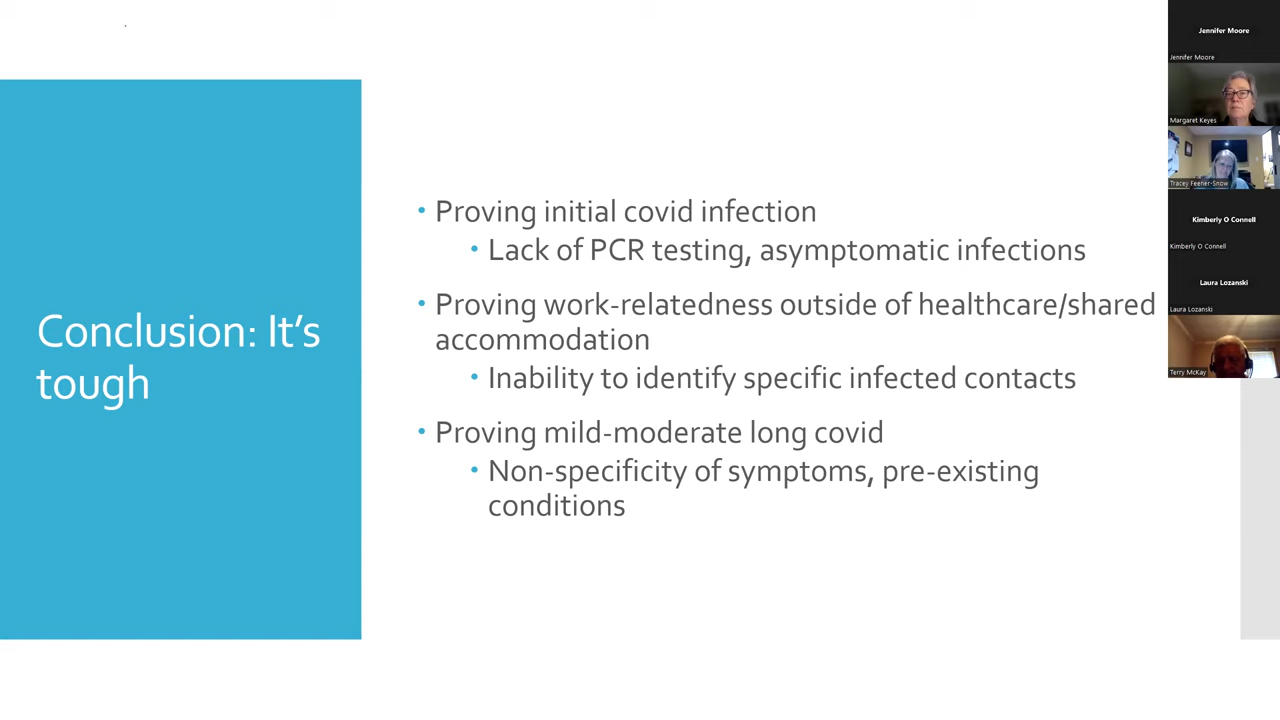 Conclusion: It's
tough
• Proving initial covid infection
• Lack of PCR testing, asymptomatic infections
• Proving work-relatedness outside of healthcare/shared
accommodation
• Inability to identify specific infected contacts
• Proving mild-moderate long covid
• Non-specificity of symptoms, pre-existing
conditions
Jennifer Moore
Jennifer Moore
Margaret Keyes
Tracey Feener-Snow
Kimberly O Connell
Kimberly O Connell
Laura Lozanski
Laura Lozanski
Terry McKay